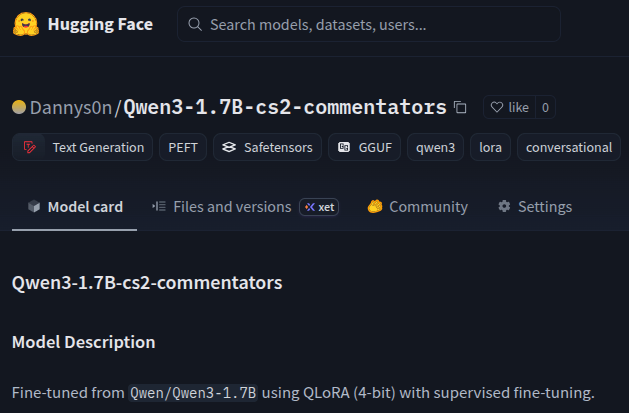 Hugging Face
Search models, datasets, users...
Dannys0n/Qwen3-1.7B-cs2-commentators
like 0
Text Generation PEFT Safetensors GGUF qwen3 lora conversational
Model card Files and versions xet Community Settings
Qwen3-1.7B-cs2-commentators
Model Description
Fine-tuned from Qwen/Qwen3-1.7B using QLoRA (4-bit) with supervised fine-tuning.